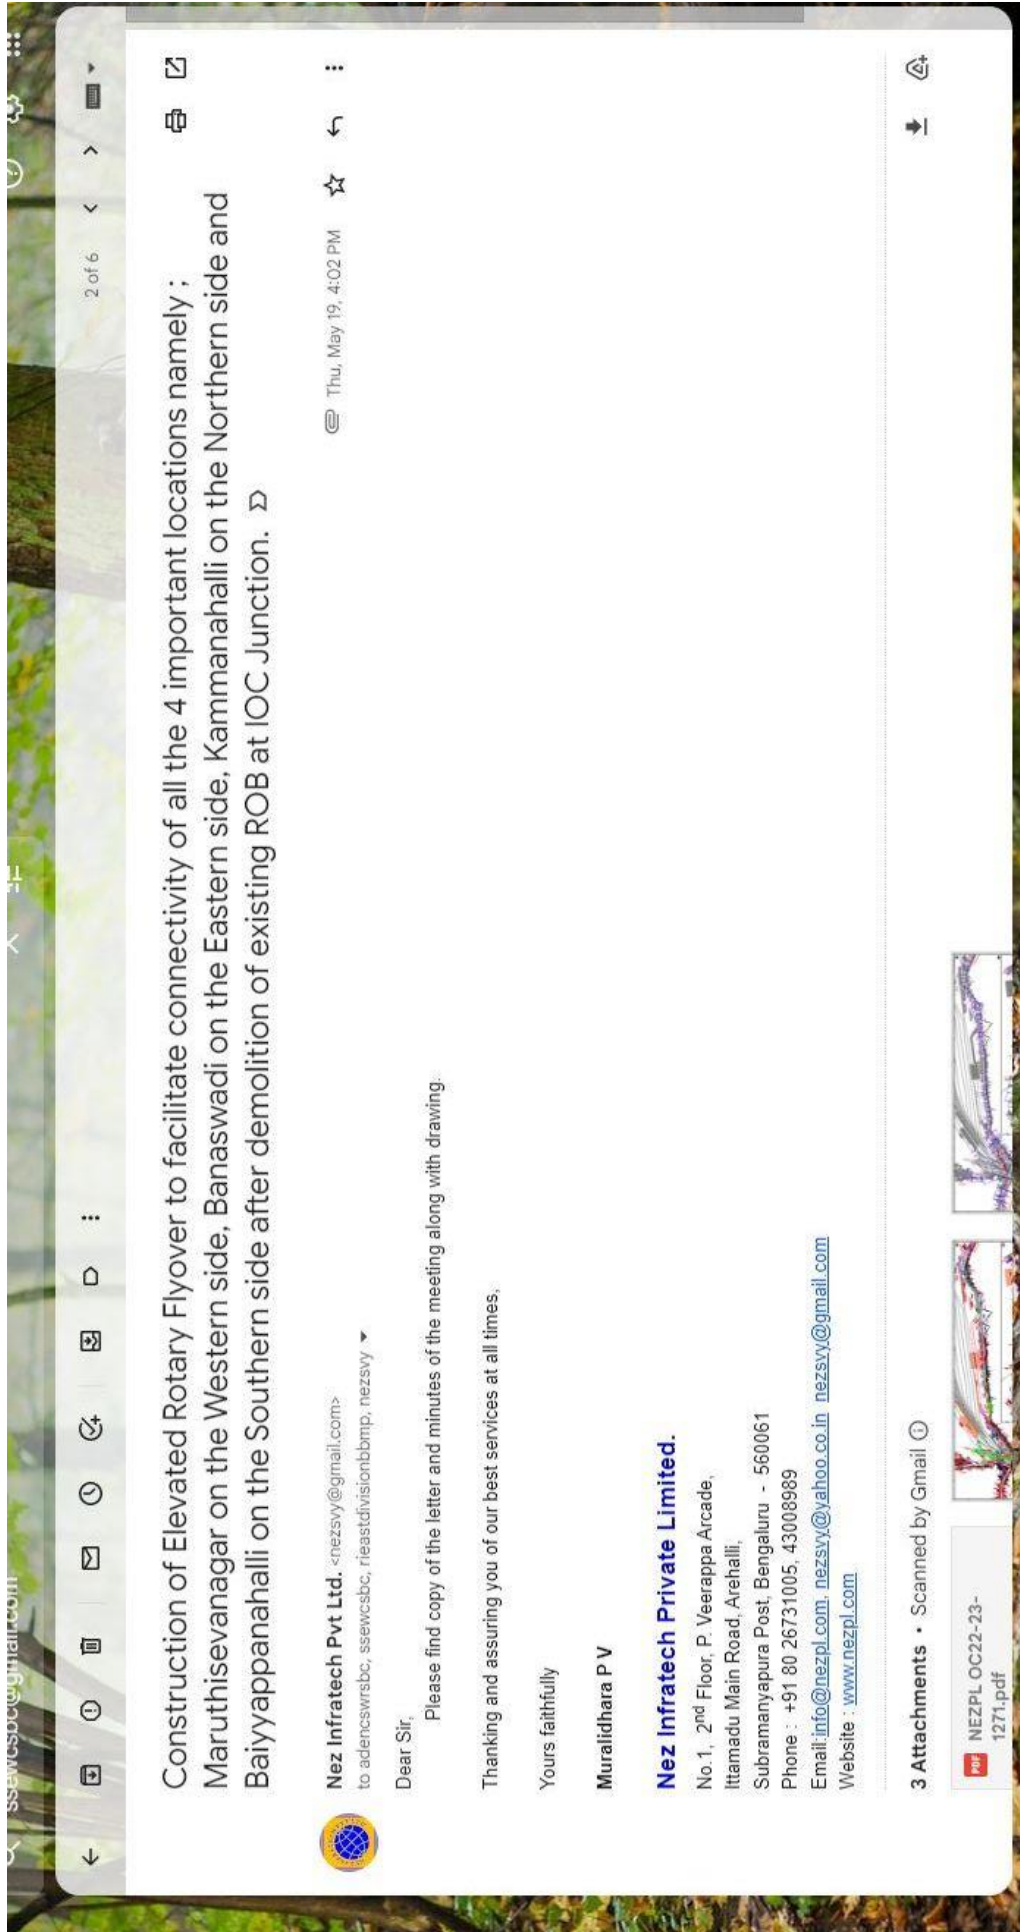 ssewcsbc@gmail.com
2 of 6
Construction of Elevated Rotary Flyover to facilitate connectivity of all the 4 important locations namely ;
Maruthisevanagar on the Western side, Banaswadi on the Eastern side, Kammanahalli on the Northern side and
Baiyyappanahalli on the Southern side after demolition of existing ROB at IOC Junction.
Nez Infratech Pvt Ltd. <nezsvy@gmail.com>
Thu, May 19, 4:02 PM
to adencswrsbc, ssewcsbc, rieastdivisionbbmp, nezsvy
Dear Sir,
Please find copy of the letter and minutes of the meeting along with drawing.
Thanking and assuring you of our best services at all times,
Yours faithfully
Muralidhara P V
Nez Infratech Private Limited.
No.1, 2nd Floor, P. Veerappa Arcade,
Ittamadu Main Road, Arehalli,
Subramanyapura Post, Bengaluru - 560061
Phone : +91 80 26731005, 43008989
Email:info@nezpl.com, nezsvy@yahoo.co.in nezsvy@gmail.com
Website : www.nezpl.com
3 Attachments • Scanned by Gmail
PDF NEZPL OC22-23-
1271.pdf